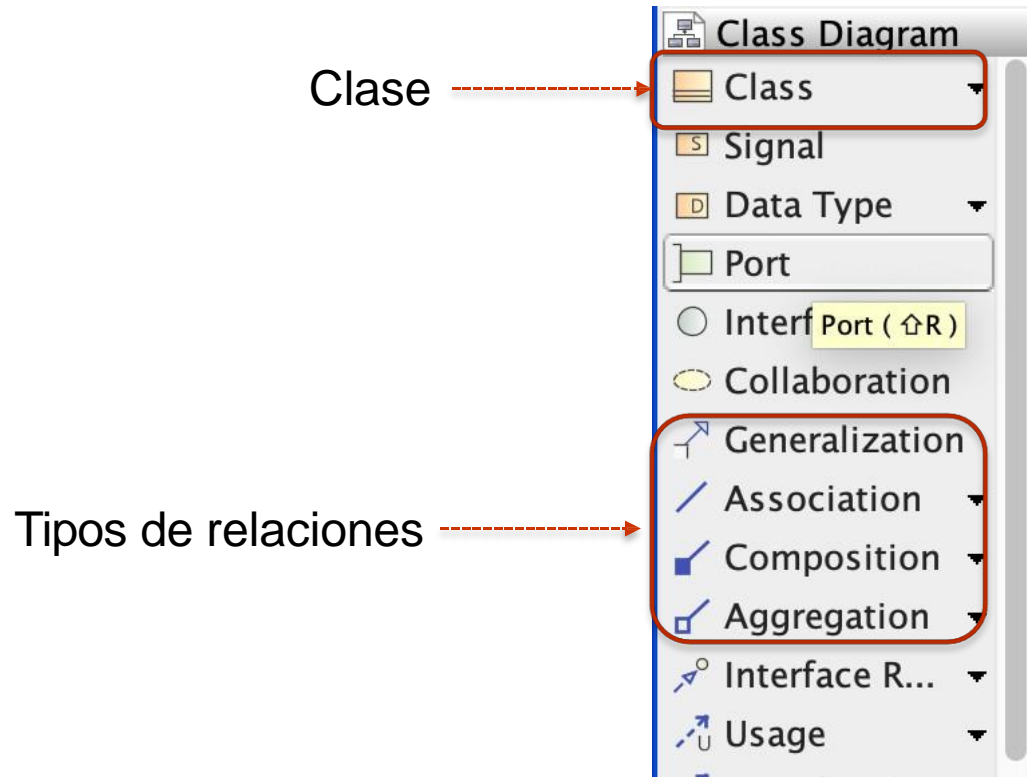 Class Diagram
Clase
Class
Signal
Data Type
Port
Interf
Port ( ⇧R )
Collaboration
Generalization
Association
Tipos de relaciones
Composition
Aggregation
Interface R...
Usage